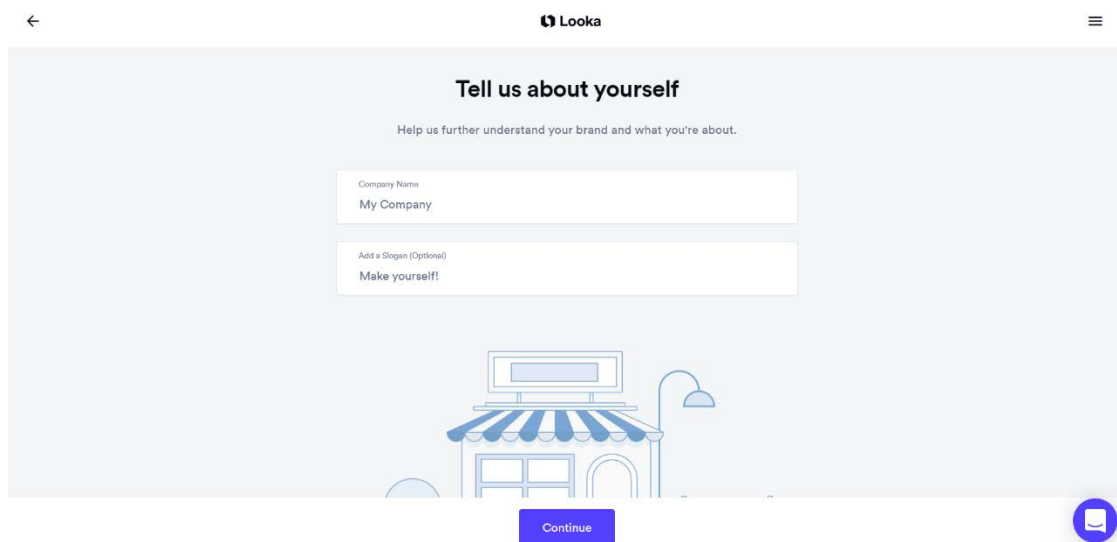 Looka
Tell us about yourself
Help us further understand your brand and what you're about.
Company Name
My Company
Add a Slogan (Optional)
Make yourself!
Continue